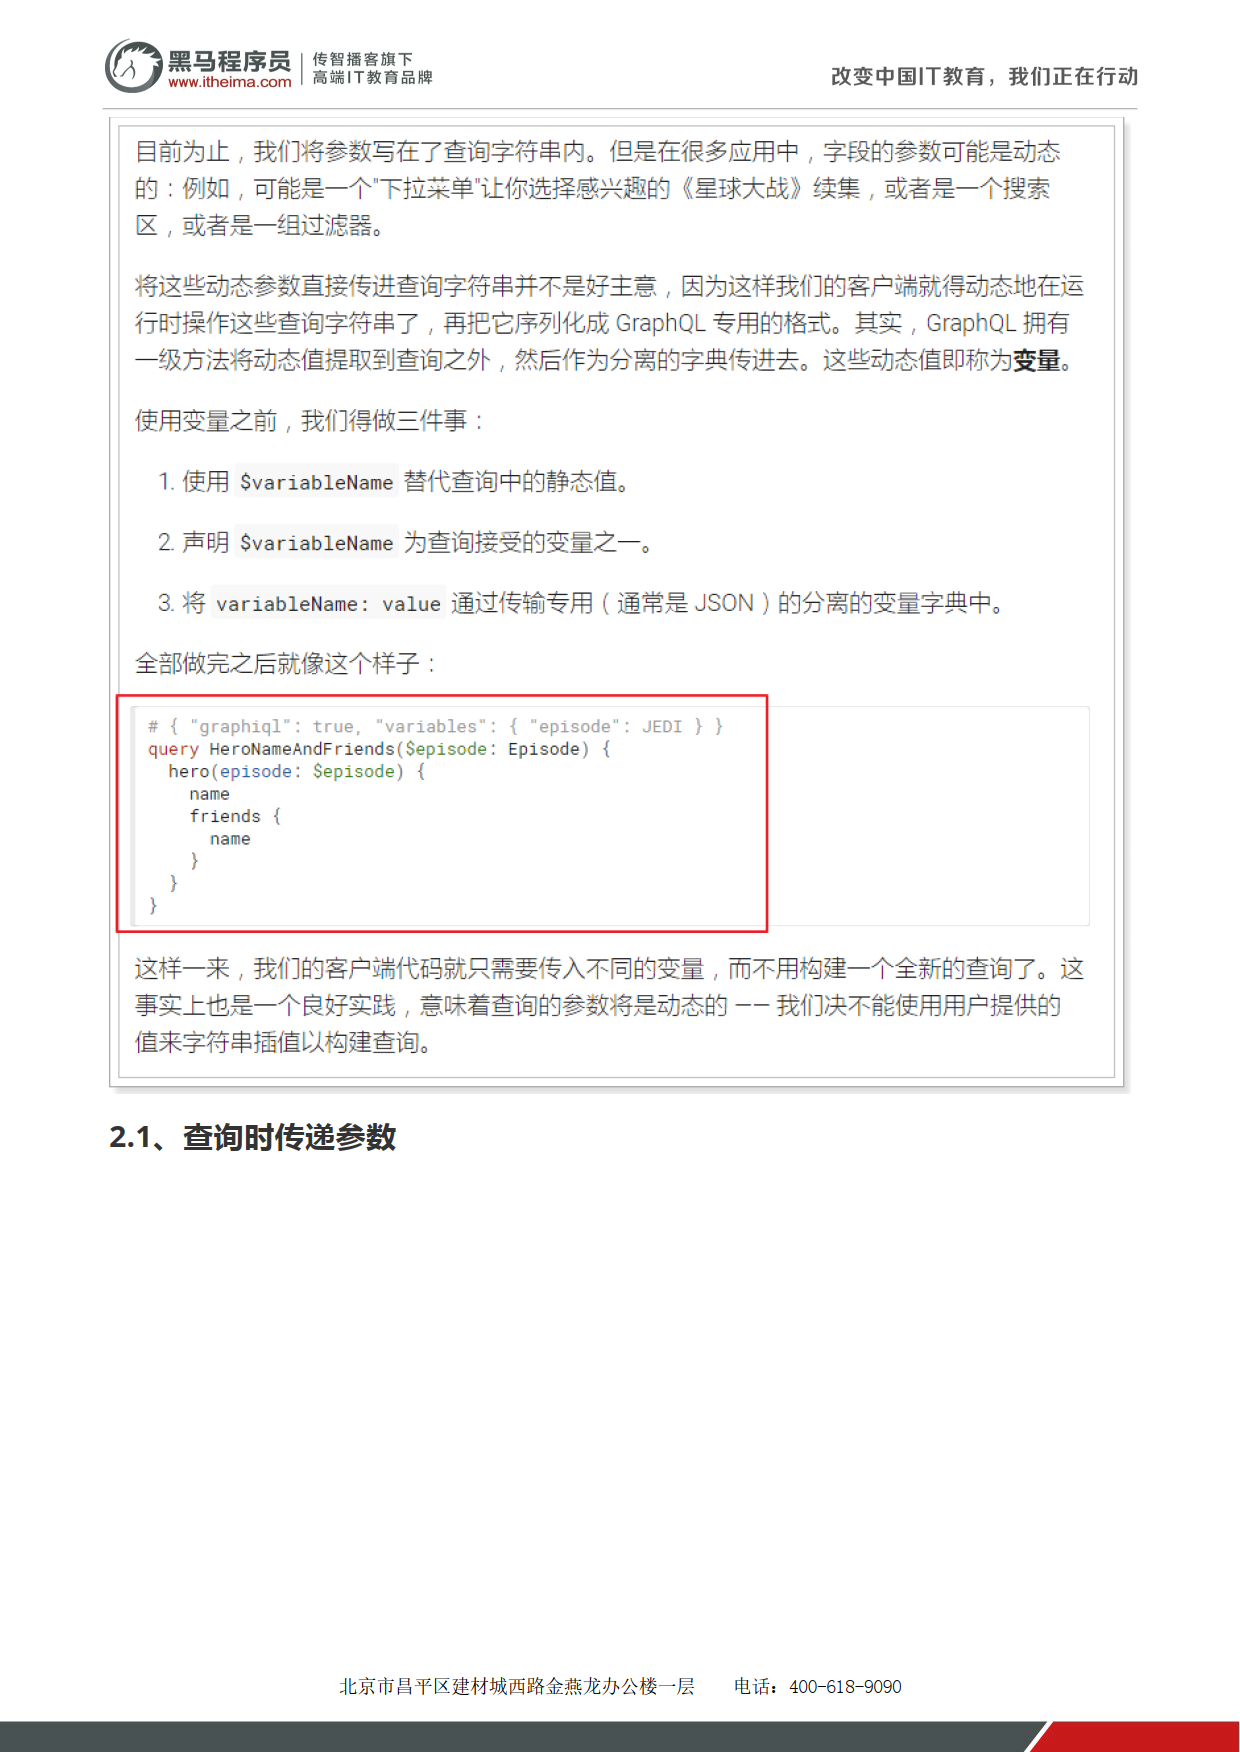 黑马程序员
www.itheima.com
传智播客旗下
高端IT教育品牌
改变中国IT教育，我们正在行动
目前为止，我们将参数写在了查询字符串内。但是在很多应用中，字段的参数可能是动态
的：例如，可能是一个"下拉菜单"让你选择感兴趣的《星球大战》续集，或者是一个搜索
区，或者是一组过滤器。
将这些动态参数直接传进查询字符串并不是好主意，因为这样我们的客户端就得动态地在运
行时操作这些查询字符串了，再把它序列化成 GraphQL 专用的格式。其实，GraphQL 拥有
一级方法将动态值提取到查询之外，然后作为分离的字典传进去。这些动态值即称为变量。
使用变量之前，我们得做三件事：
1. 使用 $variableName 替代查询中的静态值。
2. 声明 $variableName 为查询接受的变量之一。
3. 将 variableName: value 通过传输专用（通常是 JSON）的分离的变量字典中。
全部做完之后就像这个样子：
# { "graphiql": true, "variables": { "episode": JEDI } }
query HeroNameAndFriends($episode: Episode) {
  hero(episode: $episode) {
    name
    friends {
      name
    }
  }
}
这样一来，我们的客户端代码就只需要传入不同的变量，而不用构建一个全新的查询了。这
事实上也是一个良好实践，意味着查询的参数将是动态的 —— 我们决不能使用用户提供的
值来字符串插值以构建查询。
2.1、查询时传递参数
北京市昌平区建材城西路金燕龙办公楼一层 电话：400-618-9090